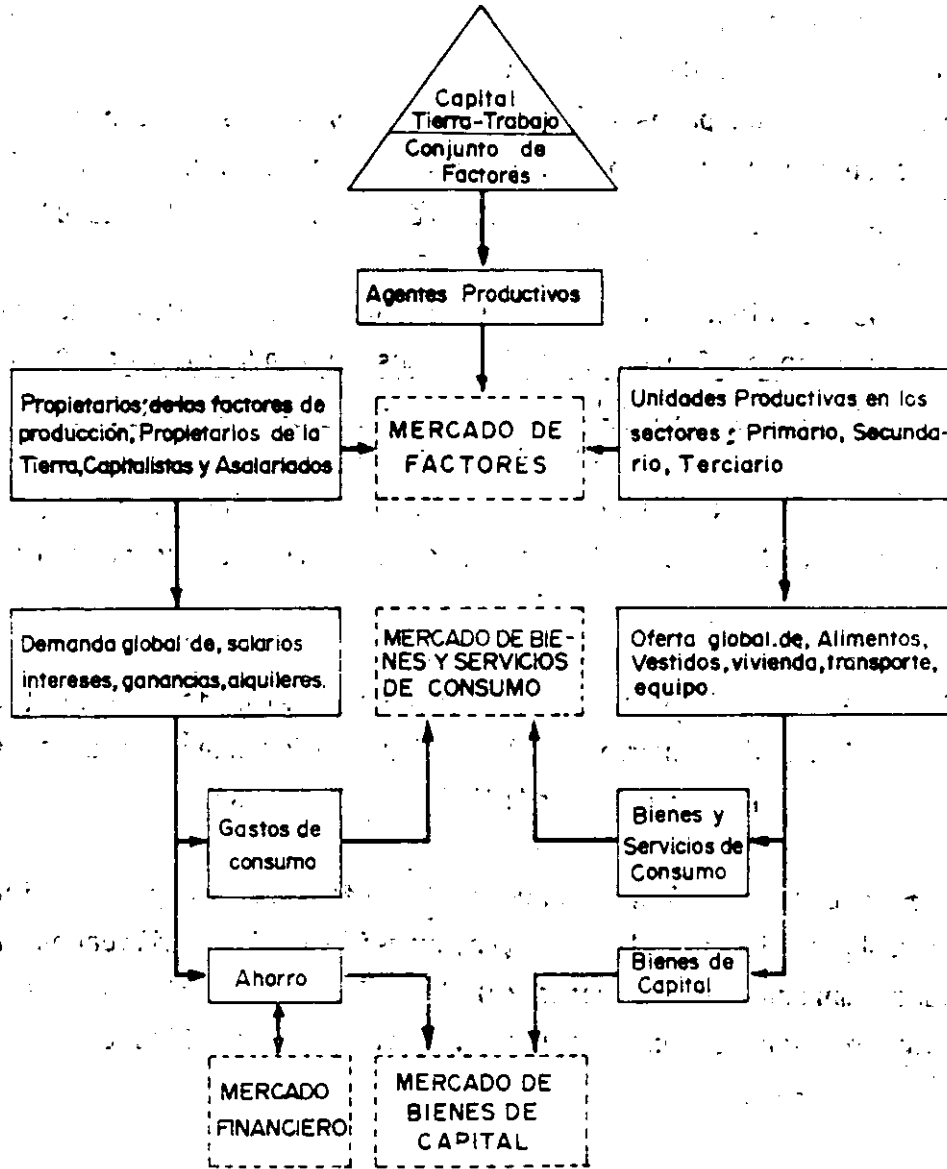 Capital
Tierra-Trabajo
Conjunto de
Factores
Agentes Productivos
Propietarios de los factores de
producción, Propietarios de la
Tierra, Capitalistas y Asalariados
MERCADO DE
FACTORES
Unidades Productivas en los
sectores: Primario, Secunda-
rio, Terciario
Demanda global de, salarios
intereses, ganancias, alquileres.
MERCADO DE BIE-
NES Y SERVICIOS
DE CONSUMO
Oferta global de, Alimentos,
Vestidos, vivienda, transporte,
equipo.
Gastos de
consumo
Bienes y
Servicios de
Consumo
Ahorro
Bienes de
Capital
MERCADO
FINANCIERO
MERCADO DE
BIENES DE
CAPITAL